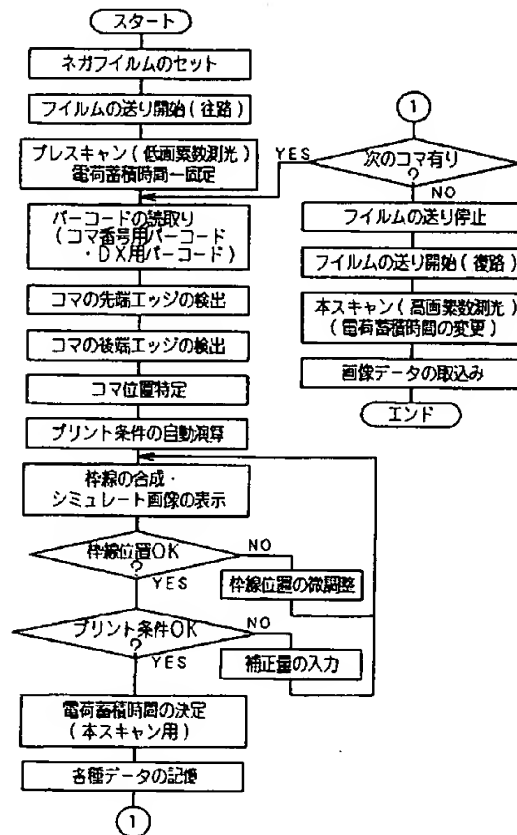 スタート
ネガフイルムのセット
フイルムの送り開始(往路)
プレスキャン(低画素数測光)
電荷蓄積時間一固定
バーコードの読取り
(コマ番号用バーコード
・DX用バーコード)
コマの先端エッジの検出
コマの後端エッジの検出
コマ位置特定
プリント条件の自動演算
枠線の合成・
シミュレート画像の表示
枠線位置OK
?
NO
YES
枠線位置の微調整
プリント条件OK
?
NO
YES
補正量の入力
電荷蓄積時間の決定
(本スキャン用)
各種データの記憶
1
1
次のコマ有り
?
YES
NO
フイルムの送り停止
フイルムの送り開始(復路)
本スキャン(高画素数測光)
(電荷蓄積時間の変更)
画像データの取込み
エンド